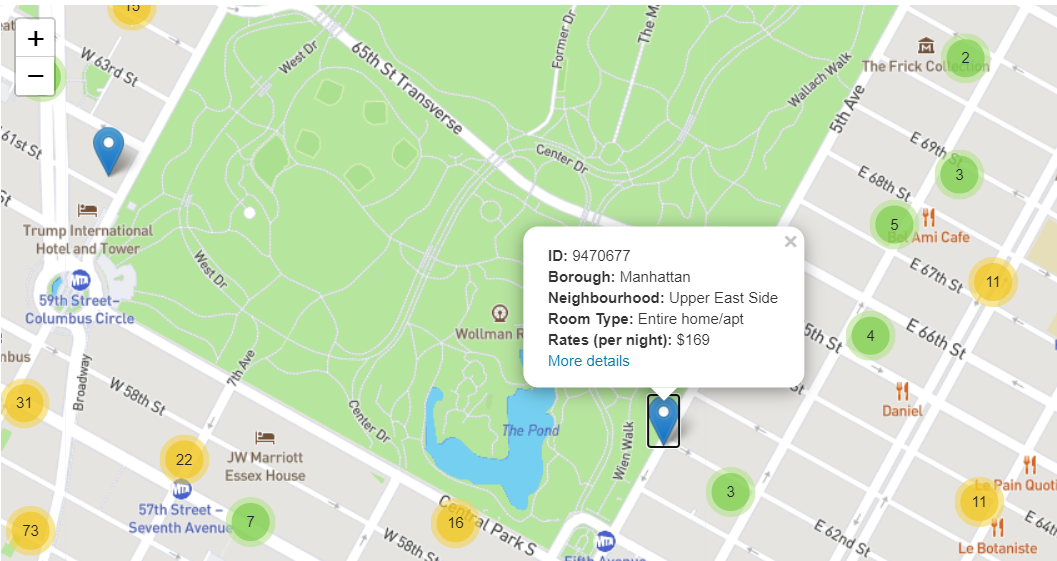 15
+
−
W 63rd St
61st St
St
West Dr
65th St Transverse
Former Dr
The M
Wallach Walk
5th Ave
The Frick Collection
2
E 69th St
3
E 68th St
5
Bel Ami Cafe
E 67th St
11
Center Dr
Trump International
Hotel and Tower
West Dr
59th Street–
Columbus Circle
ID: 9470677
×
Borough: Manhattan
Neighbourhood: Upper East Side
Room Type: Entire home/apt
Rates (per night): $169
More details
Wollman R
5th St
4
E 66th St
St
mbus
Broadway
7th Ave
W 58th St
31
Center Dr
The Pond
Wien Walk
Daniel
22
JW Marriott
Essex House
57th Street –
Seventh Avenue
7
73
16
Central Park S
W 58th St
Fifth Avenue
3
E 62nd St
Le Pain Quoti
11
E 64th
Le Botaniste